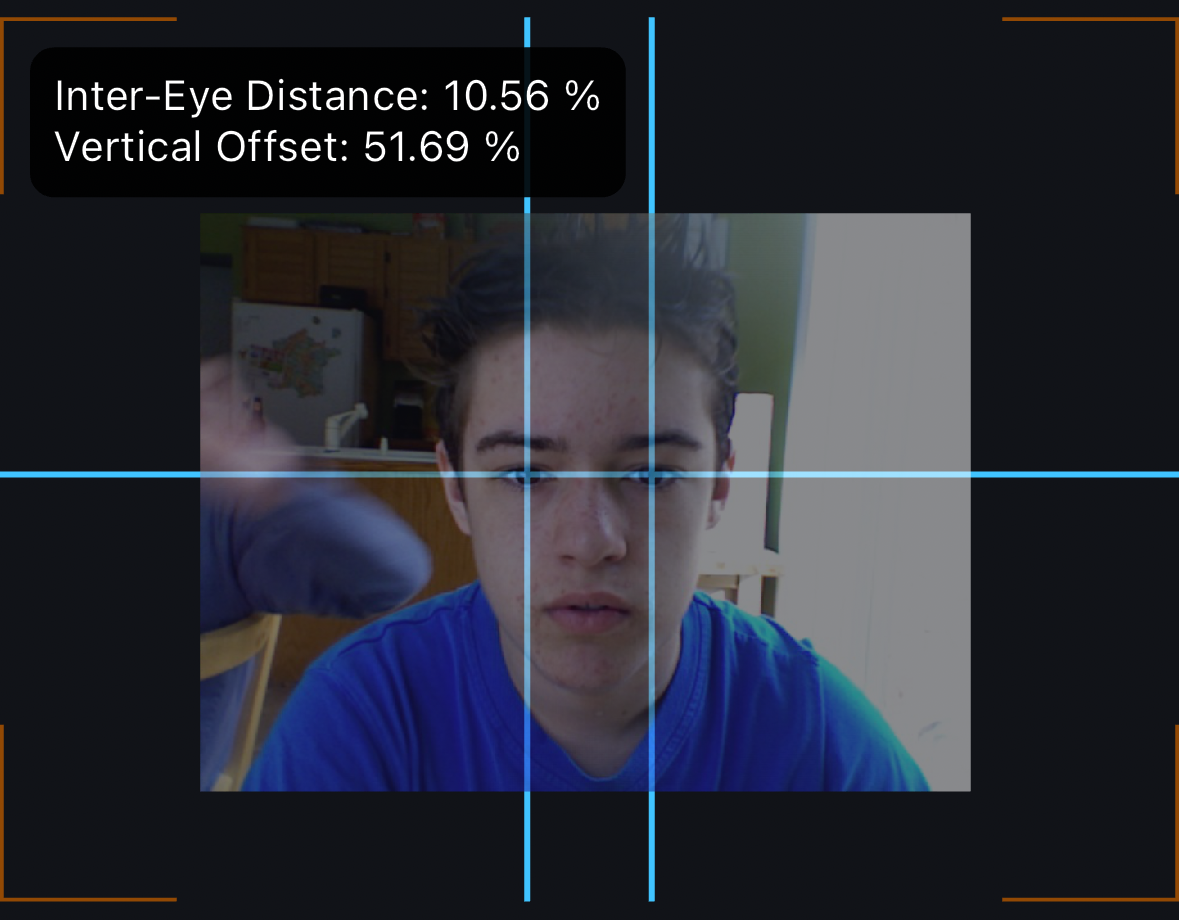 Inter-Eye Distance: 10.56 %
Vertical Offset: 51.69 %